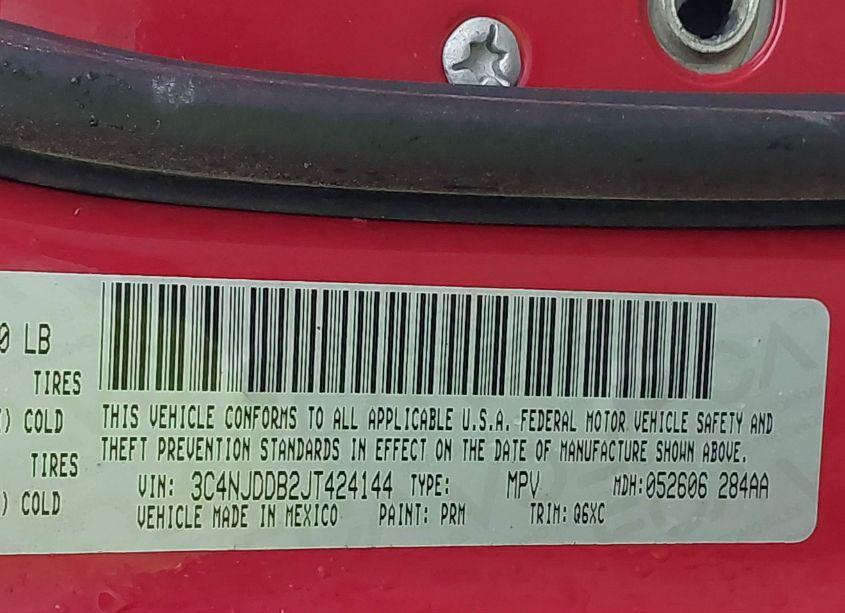 0 LB
TIRES
) COLD
TIRES
) COLD
THIS VEHICLE CONFORMS TO ALL APPLICABLE U.S.A. FEDERAL MOTOR VEHICLE SAFETY AND
THEFT PREVENTION STANDARDS IN EFFECT ON THE DATE OF MANUFACTURE SHOWN ABOVE.
VIN: 3C4NJDDB2JT424144 TYPE: MPV MDH:052606 284AA
VEHICLE MADE IN MEXICO PAINT: PRM TRIM: Q6XC